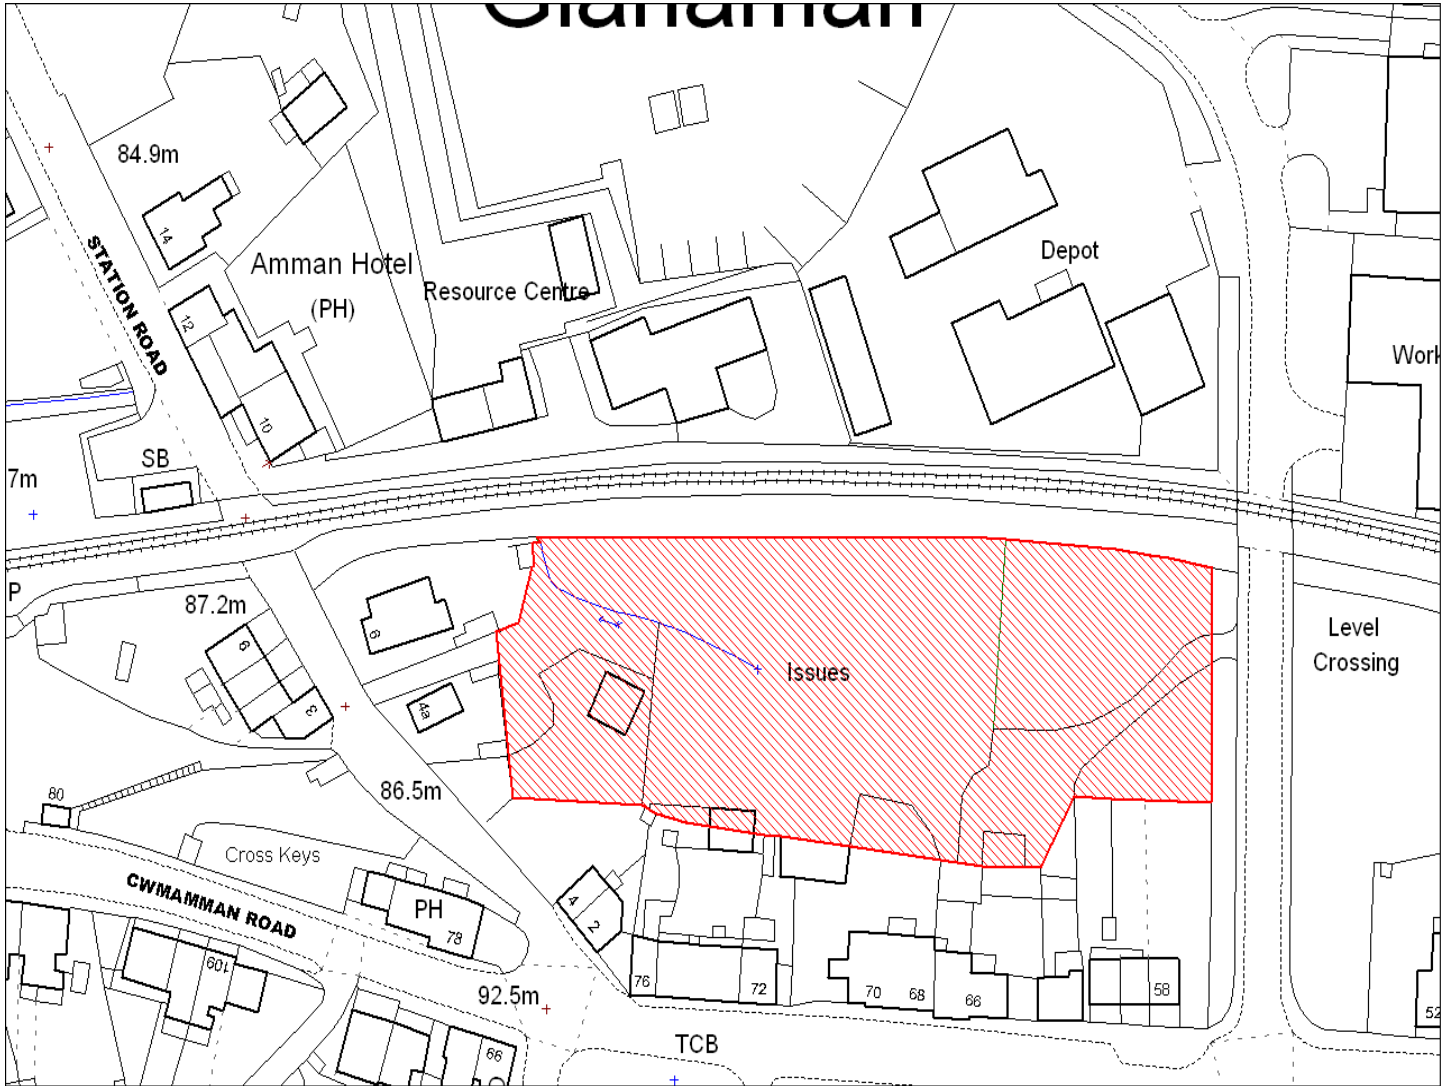 Glanaman
84.9m
14
STATION ROAD
Amman Hotel
(PH)
Resource Centre
Depot
12
10
Work
SB
7m
P
87.2m
6
6
3
4a
Issues
Level
Crossing
86.5m
80
Cross Keys
CWMAMMAN ROAD
PH
78
4
2
109
76
72
70
68
66
58
52
92.5m
TCB
66